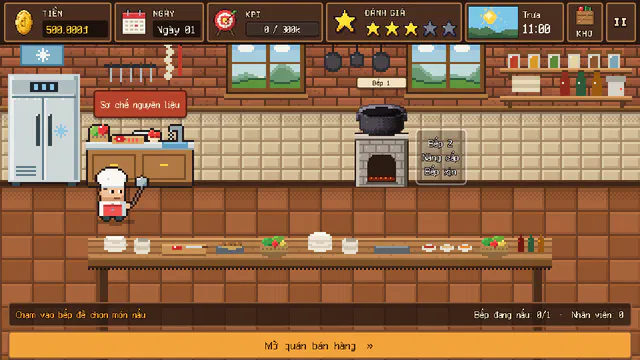 TIỀN
500.000đ
NGÀY
Ngày 01
KPI
0 / 300k
ĐÁNH GIÁ
Trưa
11:00
KHO
Bếp 1
Sơ chế nguyên liệu
Bếp 2
Nâng cấp
Bếp xịn
Chạm vào bếp để chọn món nấu
Bếp đang nấu: 0/1 · Nhân viên: 0
Mở quán bán hàng »